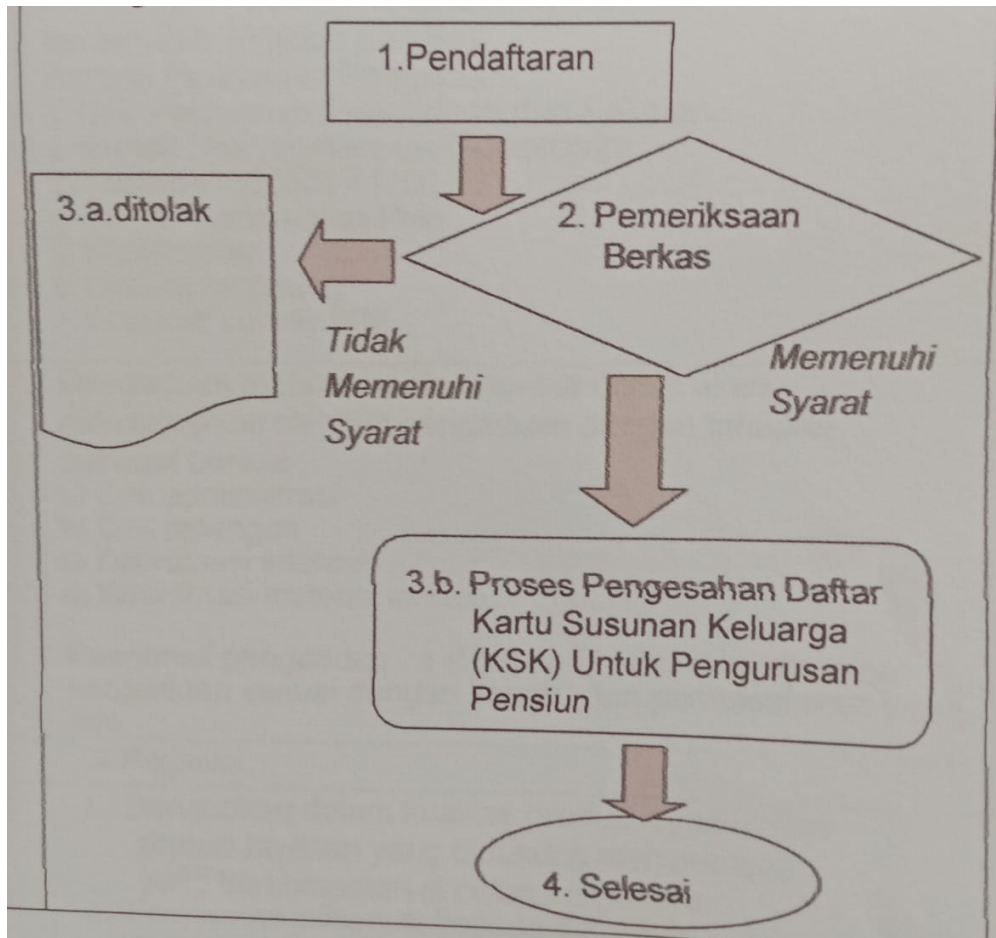 1.Pendaftaran
2. Pemeriksaan
Berkas
3.a.ditolak
Tidak
Memenuhi
Syarat
Memenuhi
Syarat
3.b. Proses Pengesahan Daftar
Kartu Susunan Keluarga
(KSK) Untuk Pengurusan
Pensiun
4. Selesai